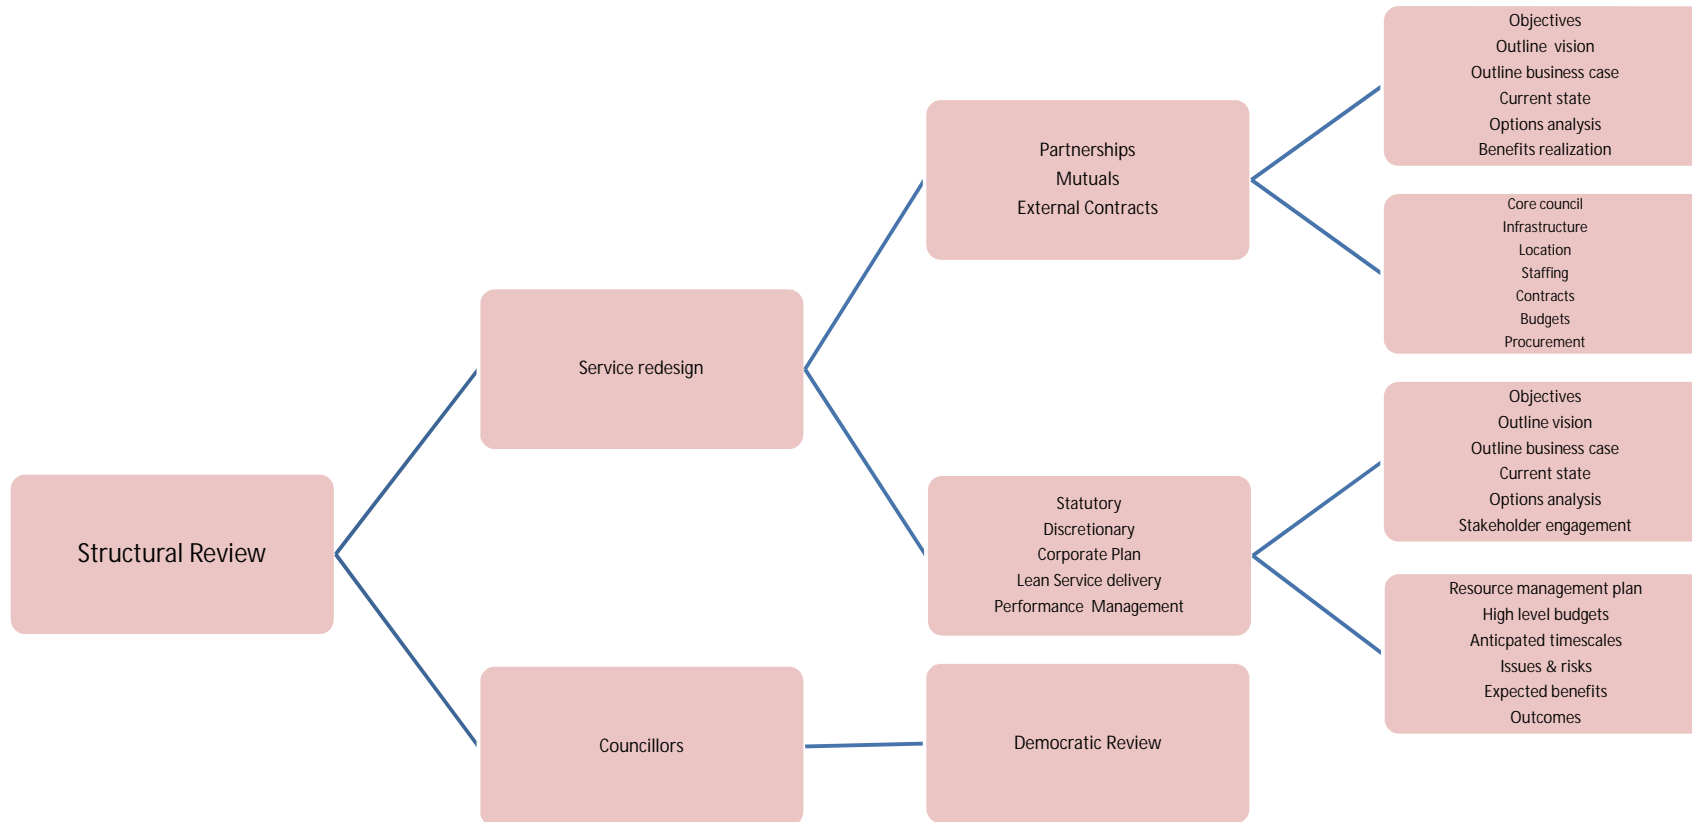 Structural Review
Service redesign
Councillors
Partnerships
Mutuals
External Contracts
Statutory
Discretionary
Corporate Plan
Lean Service delivery
Performance  Management
Democratic Review
Objectives
Outline  vision
Outline business case
Current state
Options analysis
Benefits realization
Core council
Infrastructure
Location
Staffing
Contracts
Budgets
Procurement
Objectives
Outline vision
Outline business case
Current state
Options analysis
Stakeholder engagement
Resource management plan
High level budgets
Anticpated timescales
Issues & risks
Expected benefits
Outcomes